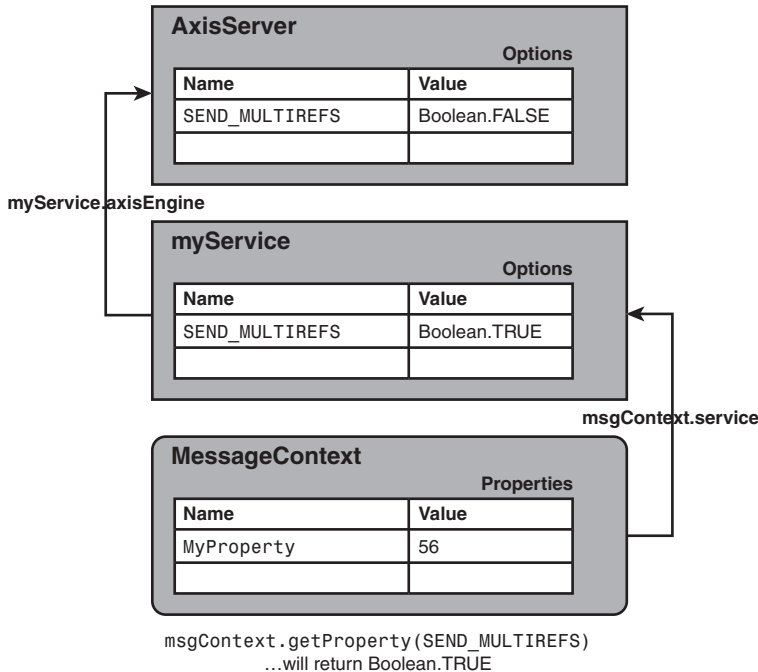 AxisServer
Options
Name Value
SEND_MULTIREFS Boolean.FALSE
myService.axisEngine
myService
Options
Name Value
SEND_MULTIREFS Boolean.TRUE
msgContext.service
MessageContext
Properties
Name Value
MyProperty 56
msgContext.getProperty(SEND_MULTIREFS)
…will return Boolean.TRUE